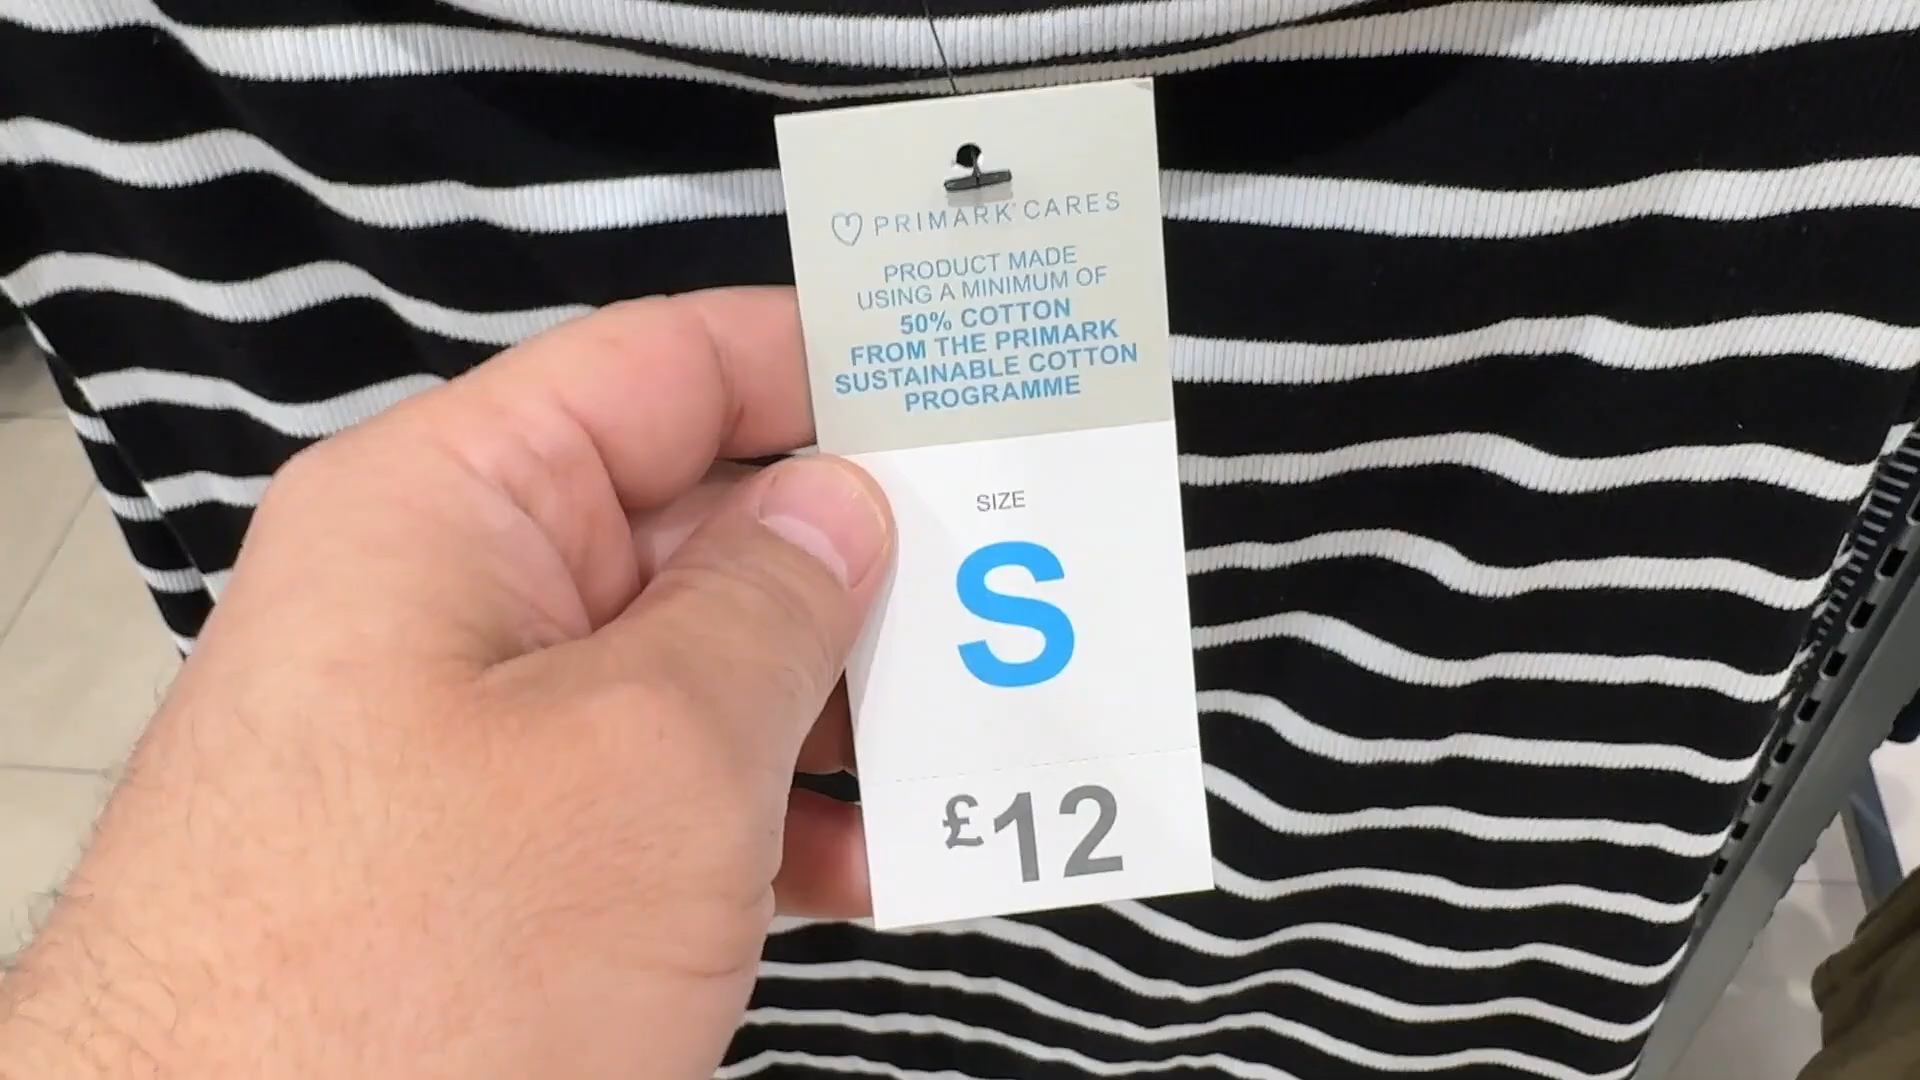 PRIMARK® CARES
PRODUCT MADE
USING A MINIMUM OF
50% COTTON
FROM THE PRIMARK
SUSTAINABLE COTTON
PROGRAMME
SIZE
S
£12